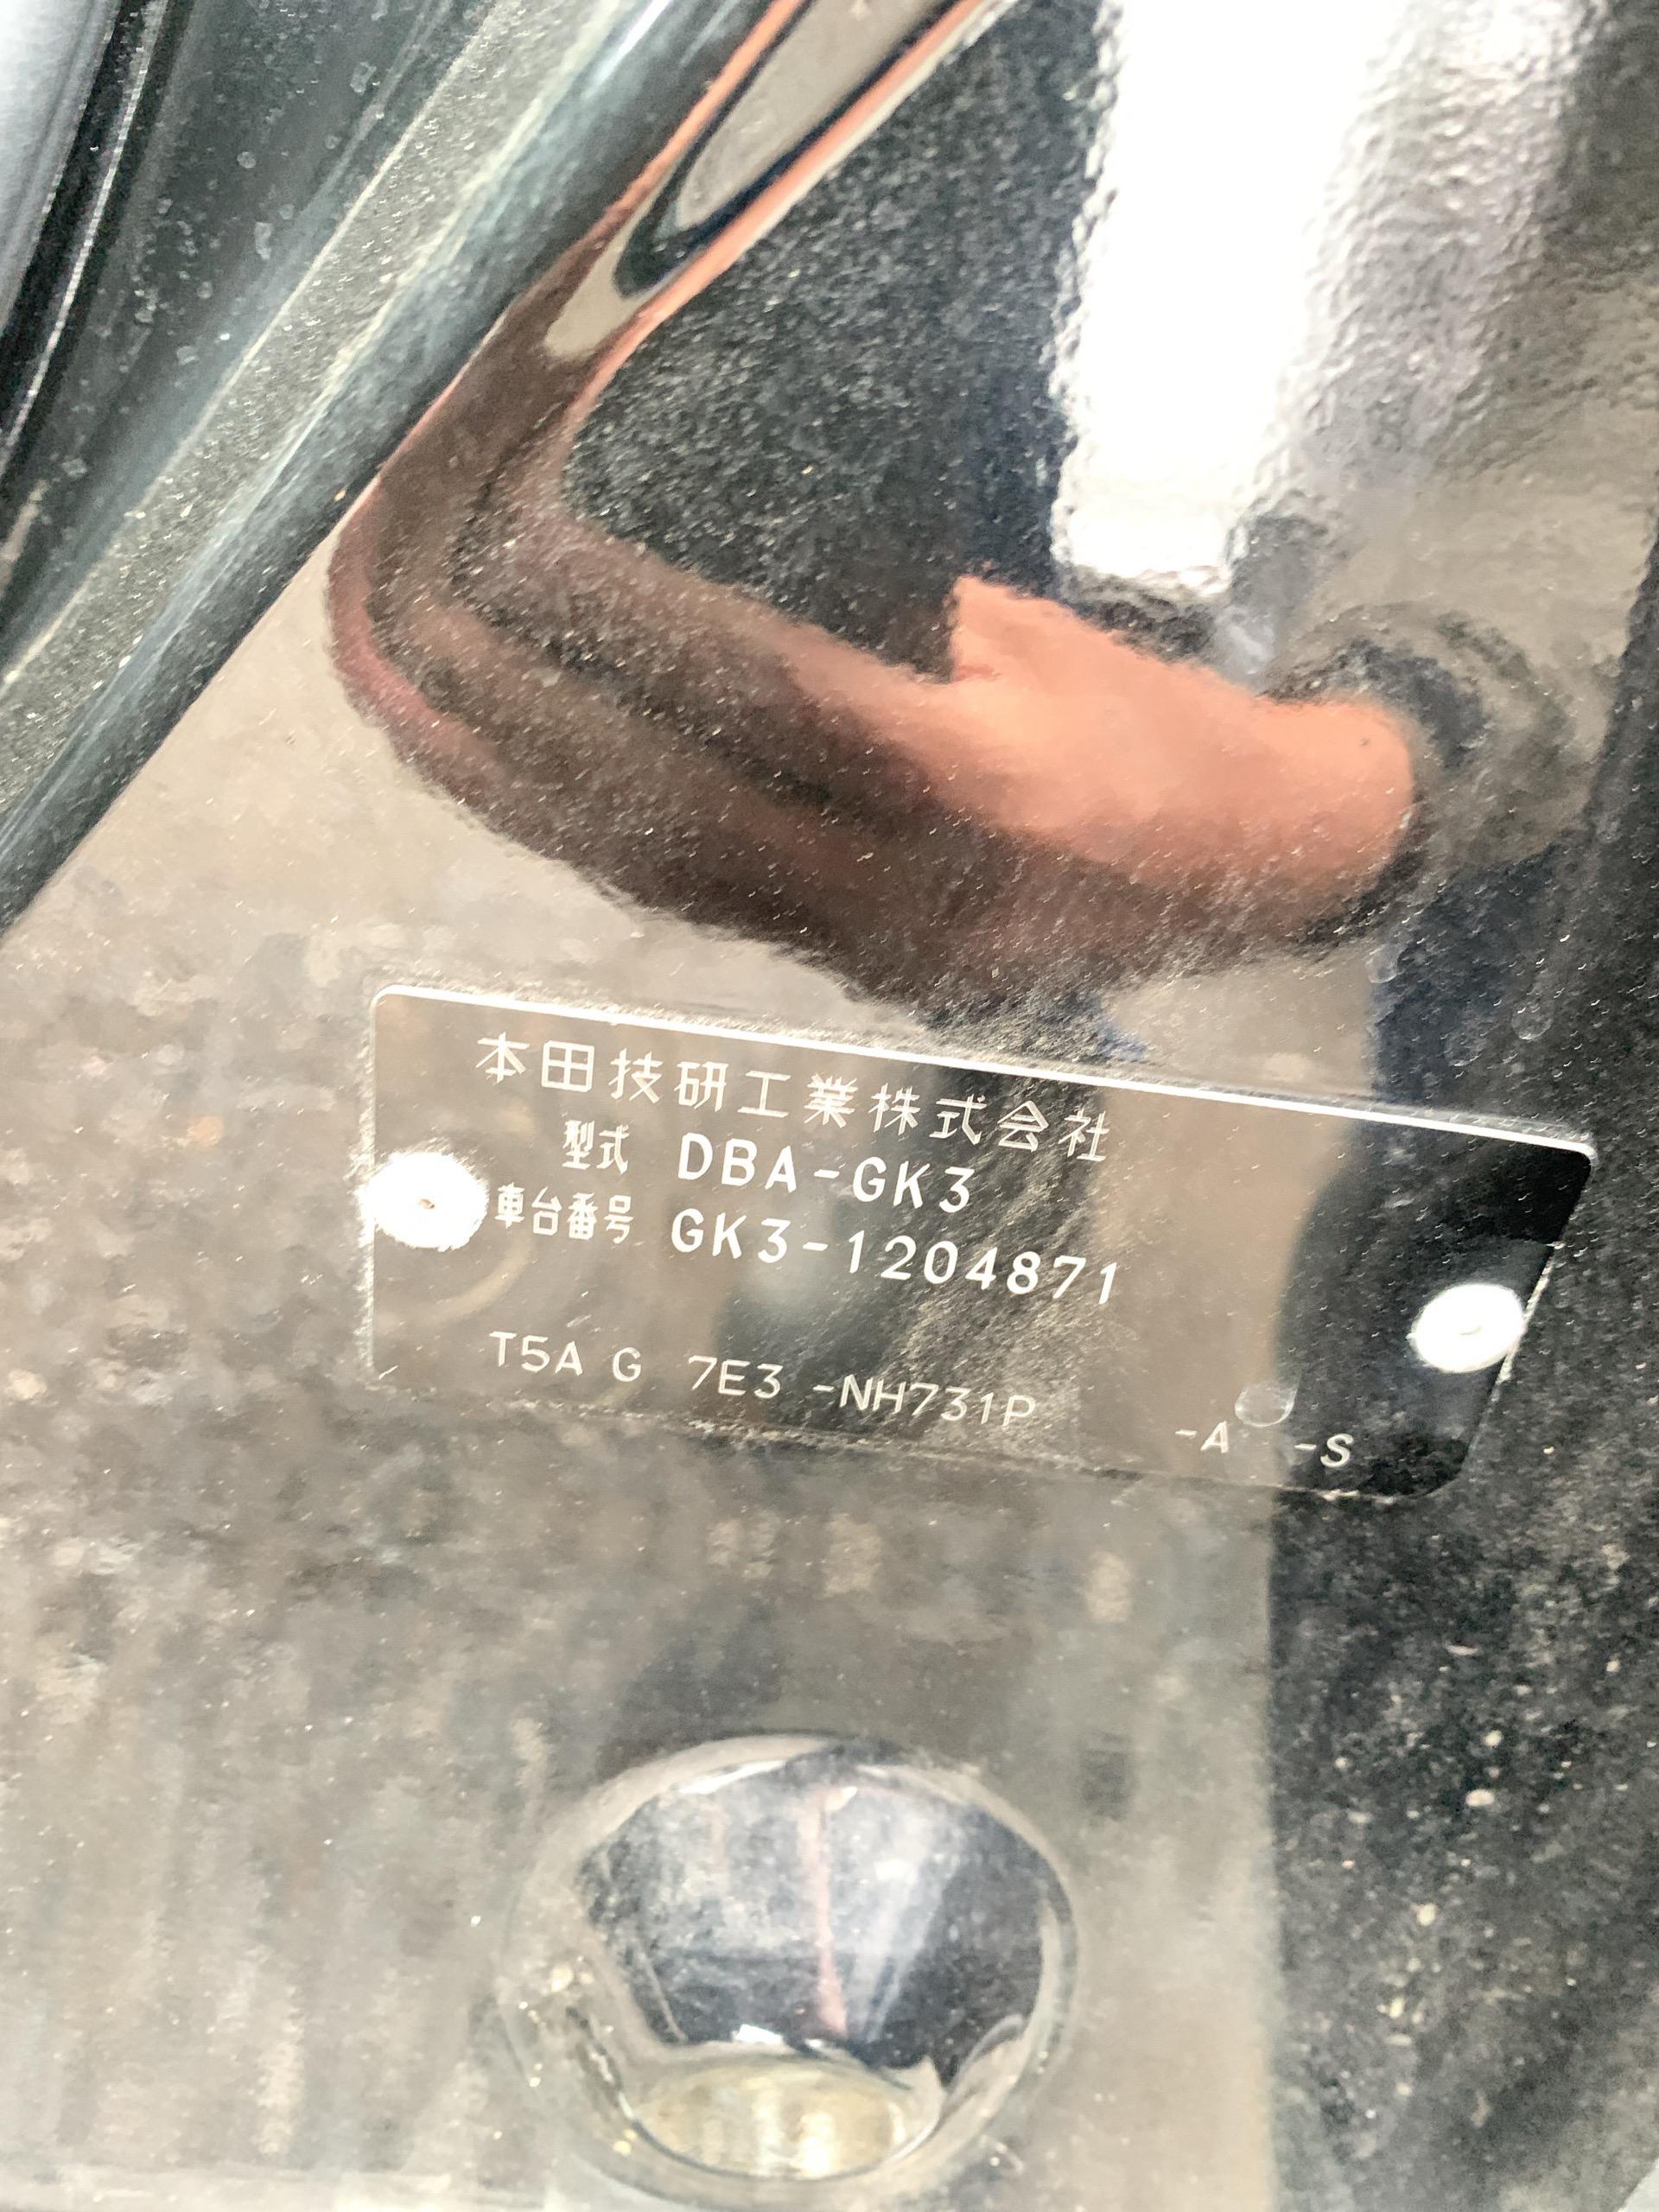 本田技研工業株式会社
型式 DBA-GK3
車台番号 GK3-1204871
T5A G 7E3 -NH731P -A -S